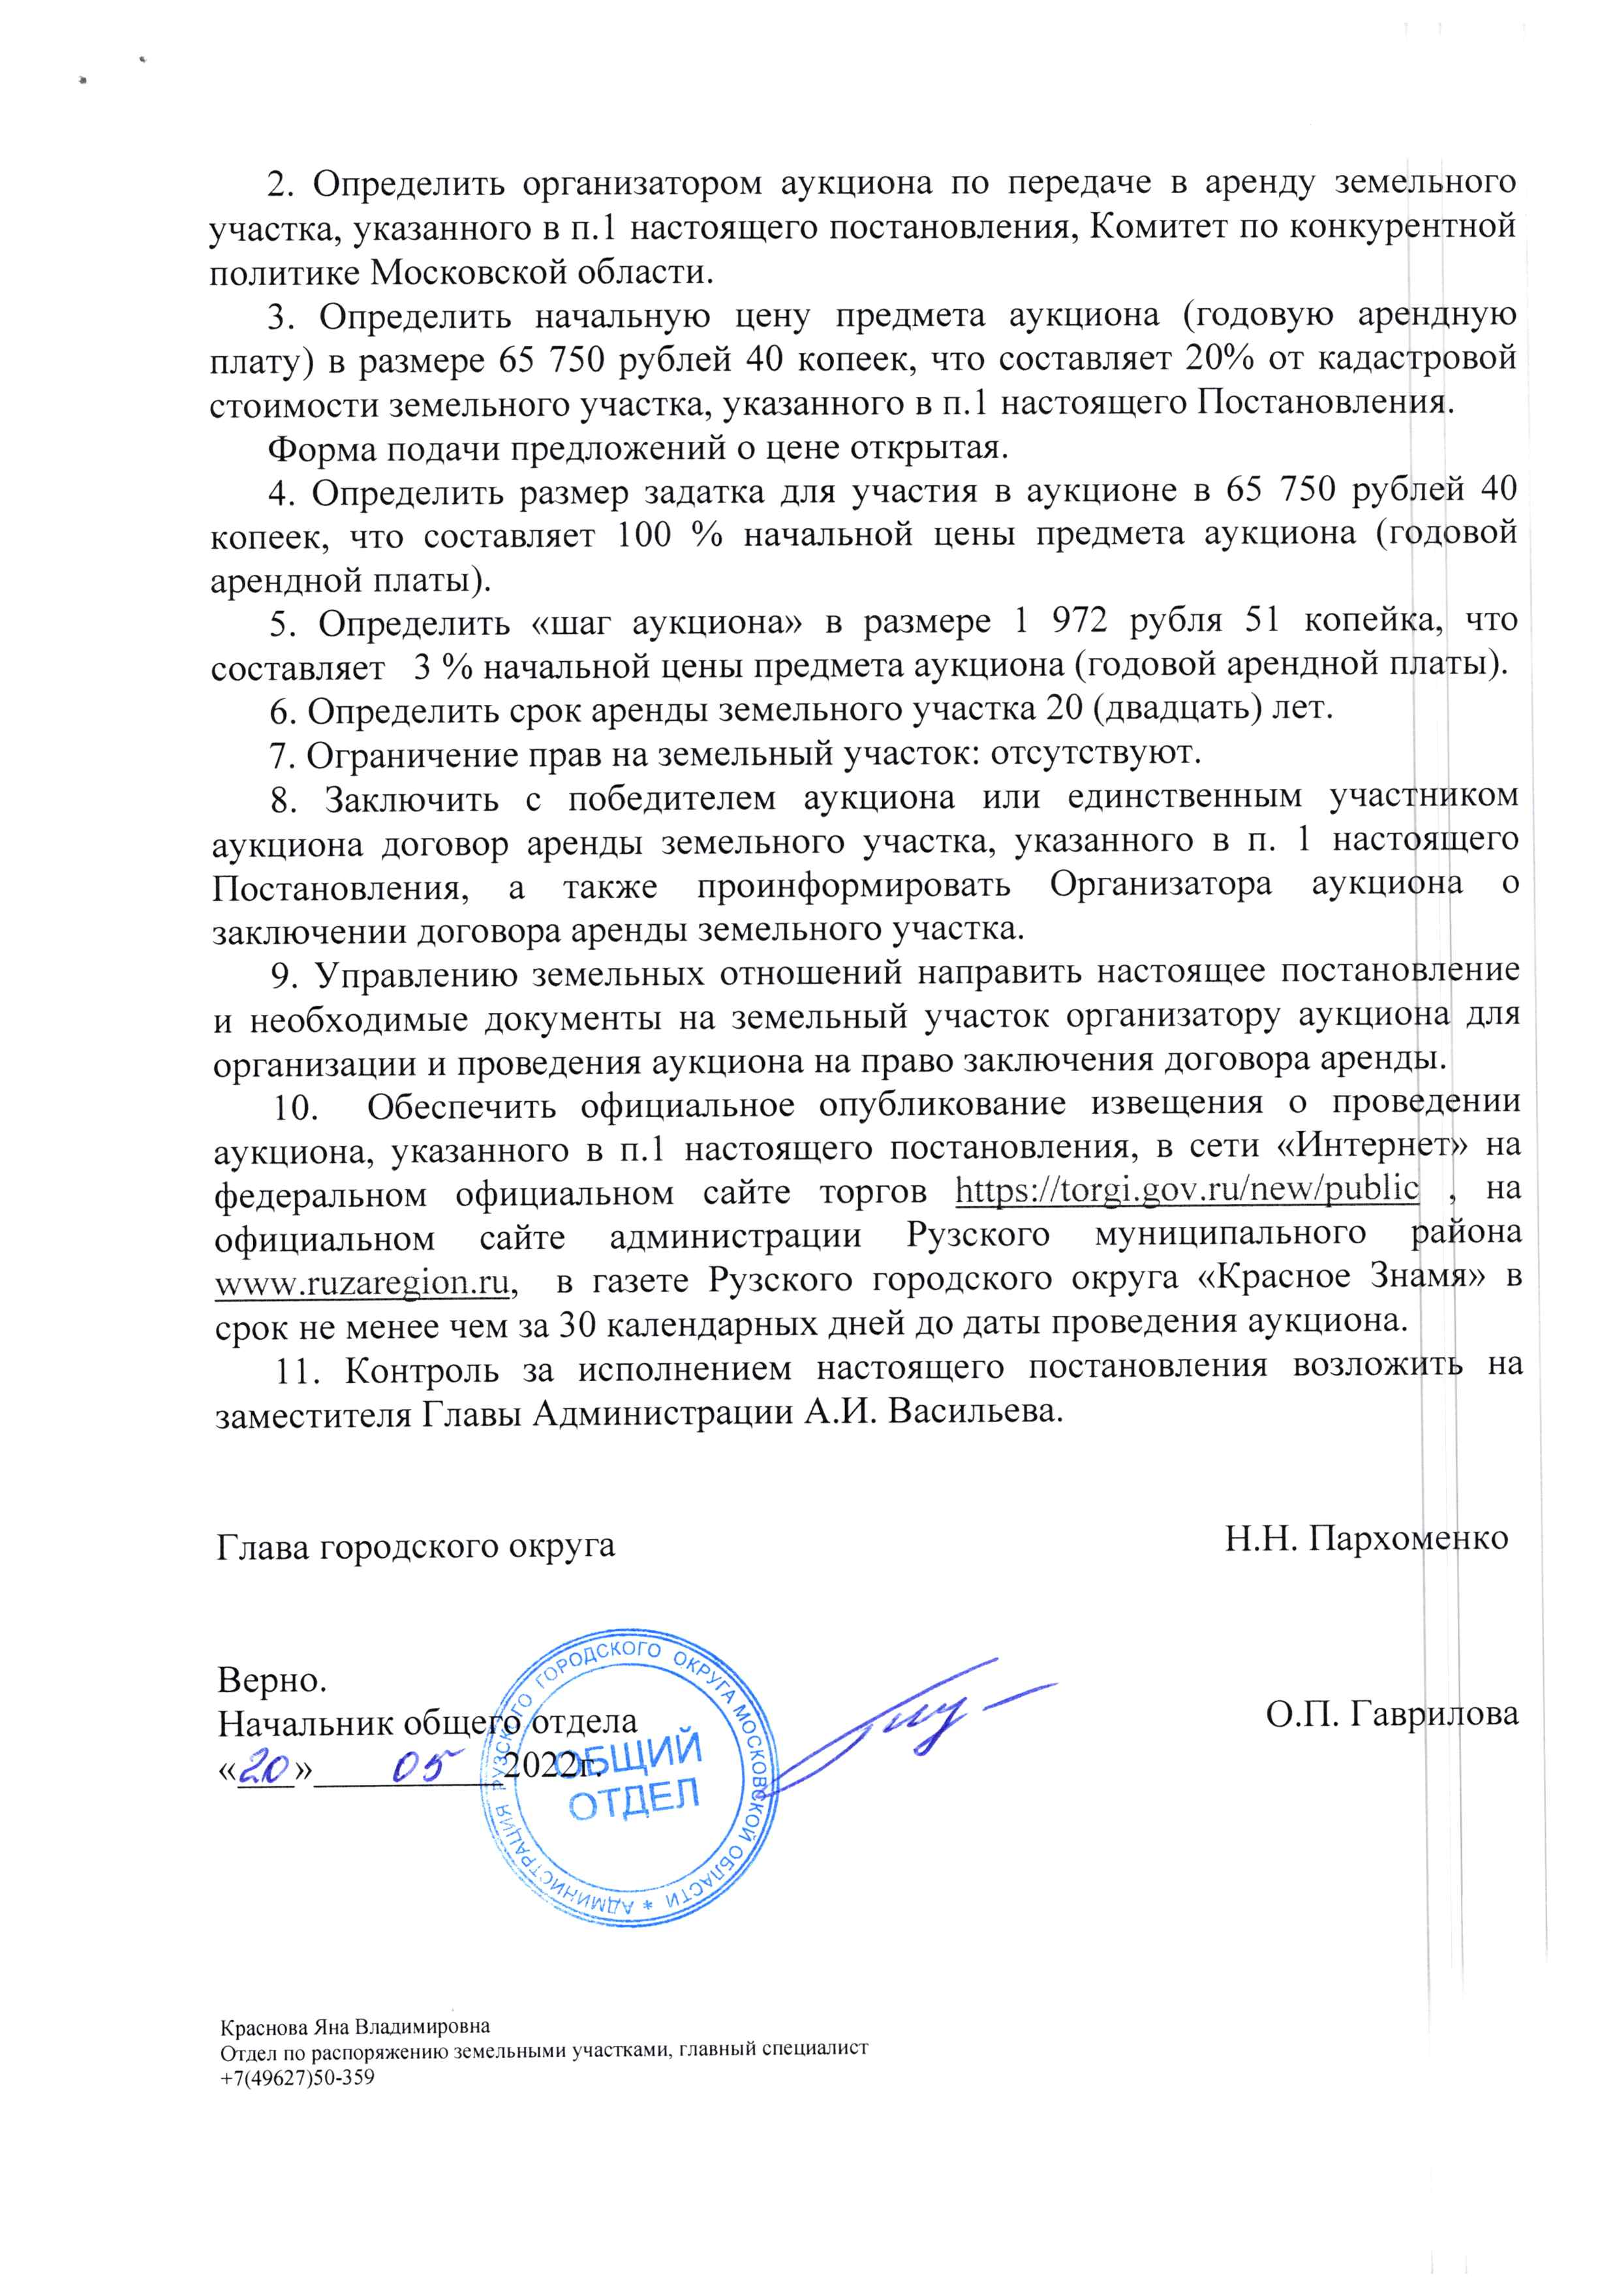 2. Определить организатором аукциона по передаче в аренду земельного
участка, указанного в п.1 настоящего постановления, Комитет по конкурентной
политике Московской области.
3. Определить начальную цену предмета аукциона (годовую арендную
плату) в размере 65 750 рублей 40 копеек, что составляет 20% от кадастровой
стоимости земельного участка, указанного в п.1 настоящего Постановления.
Форма подачи предложений о цене открытая.
4. Определить размер задатка для участия в аукционе в 65 750 рублей 40
копеек, что составляет 100 % начальной цены предмета аукциона (годовой
арендной платы).
5. Определить «шаг аукциона» в размере 1 972 рубля 51 копейка, что
составляет 3 % начальной цены предмета аукциона (годовой арендной платы).
6. Определить срок аренды земельного участка 20 (двадцать) лет.
7. Ограничение прав на земельный участок: отсутствуют.
8. Заключить с победителем аукциона или единственным участником
аукциона договор аренды земельного участка, указанного в п. 1 настоящего
Постановления, а также проинформировать Организатора аукциона о
заключении договора аренды земельного участка.
9. Управлению земельных отношений направить настоящее постановление
и необходимые документы на земельный участок организатору аукциона для
организации и проведения аукциона на право заключения договора аренды.
10. Обеспечить официальное опубликование извещения о проведении
аукциона, указанного в п.1 настоящего постановления, в сети «Интернет» на
федеральном официальном сайте торгов https://torgi.gov.ru/new/public , на
официальном сайте администрации Рузского муниципального района
www.ruzaregion.ru, в газете Рузского городского округа «Красное Знамя» в
срок не менее чем за 30 календарных дней до даты проведения аукциона.
11. Контроль за исполнением настоящего постановления возложить на
заместителя Главы Администрации А.И. Васильева.
Глава городского округа Н.Н. Пархоменко
Верно.
Начальник общего отдела О.П. Гаврилова
«20» 05 2022г.
АДМИНИСТРАЦИЯ РУЗСКОГО ГОРОДСКОГО ОКРУГА МОСКОВСКОЙ ОБЛАСТИ *
ОБЩИЙ
ОТДЕЛ
Краснова Яна Владимировна
Отдел по распоряжению земельными участками, главный специалист
+7(49627)50-359